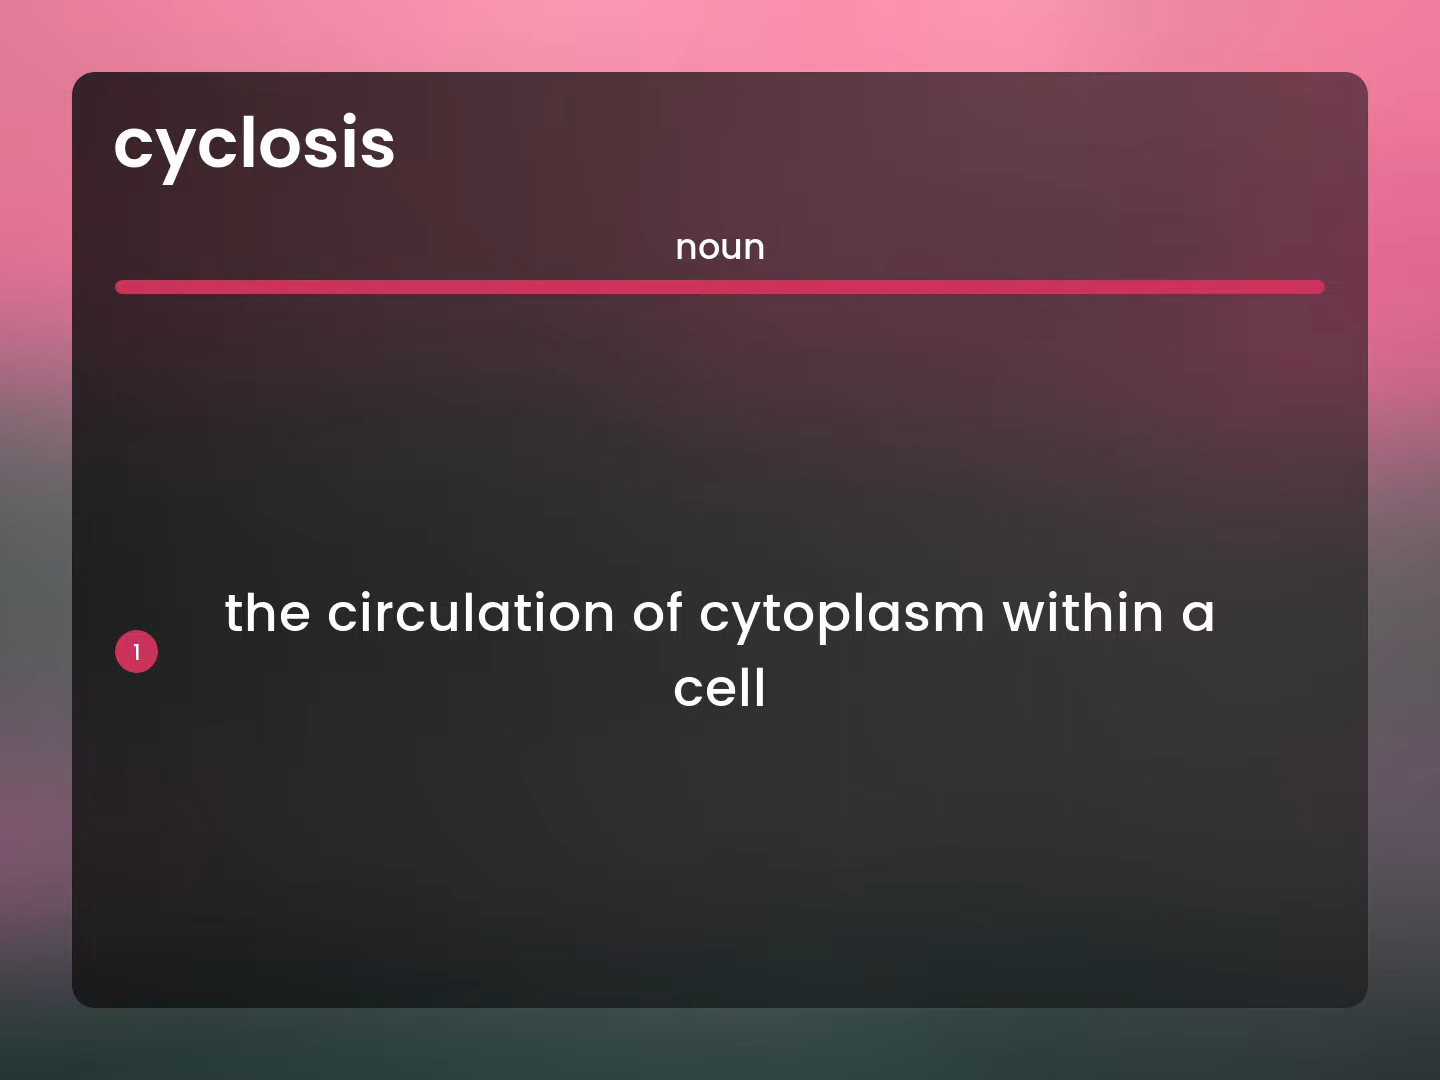 cyclosis
noun
1
the circulation of cytoplasm within a
cell